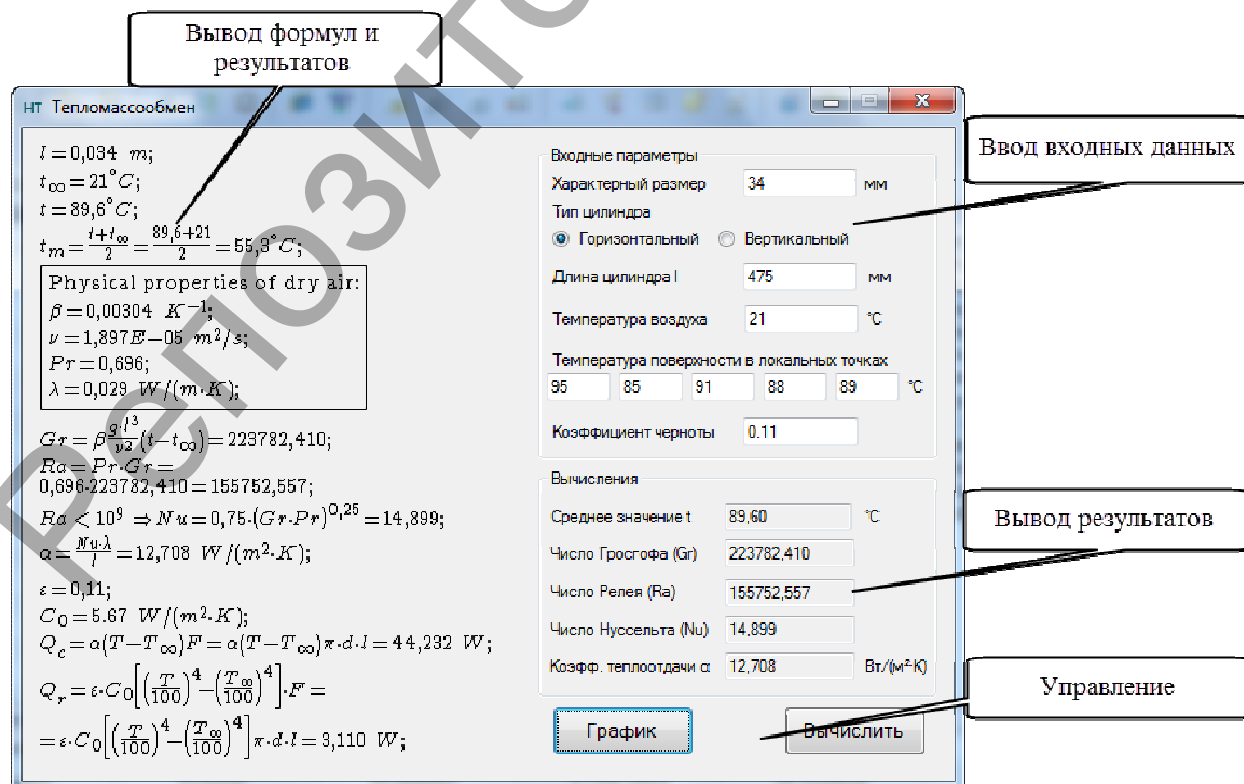 Репозито
Вывод формул и
результатов
HT Тепломассообмен
l = 0,034 m;
t∞ = 21°C;
t = 89,6°C;
t_m = (t+t∞)/2 = (89,6+21)/2 = 55,3°C;
Physical properties of dry air:
β = 0,00304 K⁻¹;
ν = 1,897E−05 m²/s;
Pr = 0,696;
λ = 0,029 W/(m·K);
Gr = β (g·l³/ν²)(t−t∞) = 223782,410;
Ra = Pr·Gr =
0,696·223782,410 = 155752,557;
Ra < 10⁹ ⇒ Nu = 0,75·(Gr·Pr)^0,25 = 14,899;
α = (Nu·λ)/l = 12,708 W/(m²·K);
ε = 0,11;
C₀ = 5.67 W/(m²·K);
Q_c = α(T−T∞)F = α(T−T∞)π·d·l = 44,232 W;
Q_r = ε·C₀[(T/100)⁴−(T∞/100)⁴]·F =
= ε·C₀[(T/100)⁴−(T∞/100)⁴]π·d·l = 3,110 W;
Входные параметры
Характерный размер 34 мм
Тип цилиндра
Горизонтальный Вертикальный
Длина цилиндра l 475 мм
Температура воздуха 21 °C
Температура поверхности в локальных точках
95 85 91 88 89 °C
Коэффициент черноты 0.11
Вычисления
Среднее значение t 89,60 °C
Число Гросгофа (Gr) 223782,410
Число Релея (Ra) 155752,557
Число Нуссельта (Nu) 14,899
Коэфф. теплоотдачи α 12,708 Вт/(м²·К)
График Вычислить
Ввод входных данных
Вывод результатов
Управление